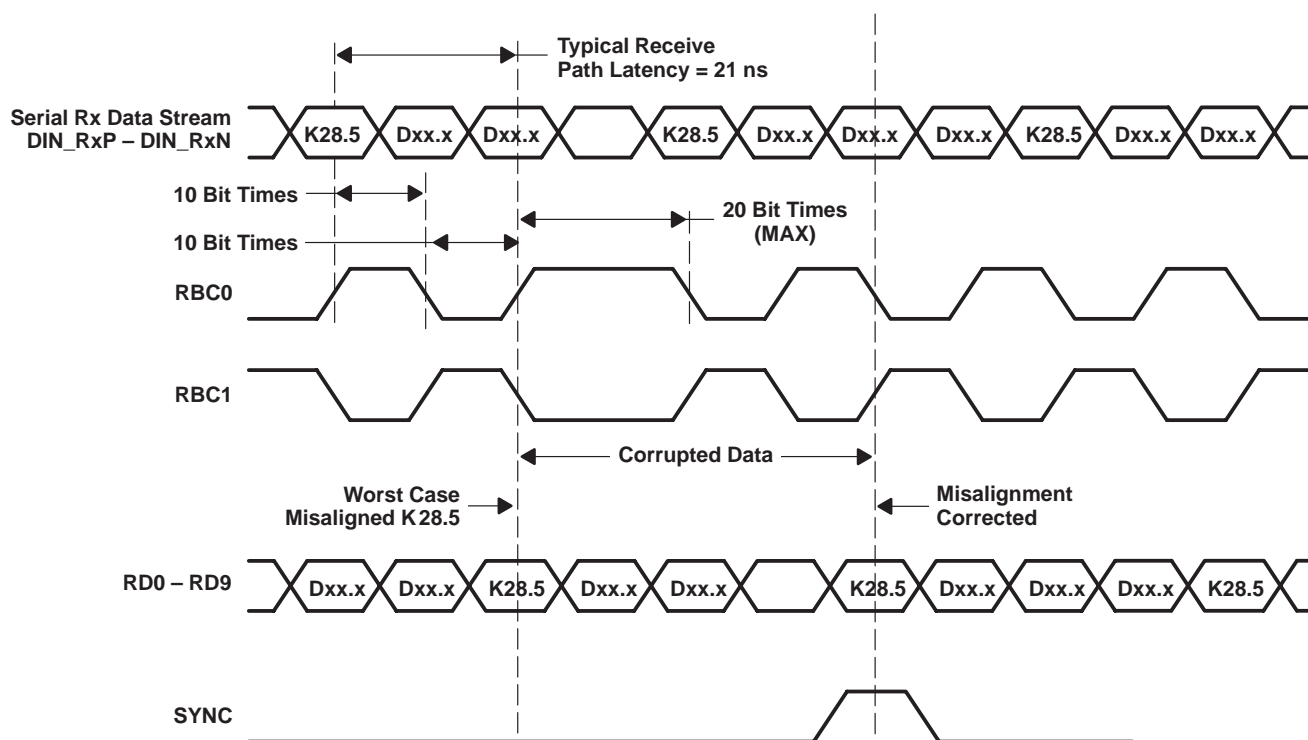 Typical Receive
Path Latency = 21 ns
Serial Rx Data Stream
DIN_RxP – DIN_RxN
K28.5 Dxx.x Dxx.x K28.5 Dxx.x Dxx.x Dxx.x K28.5 Dxx.x Dxx.x
10 Bit Times
20 Bit Times
(MAX)
10 Bit Times
RBC0
RBC1
Corrupted Data
Worst Case
Misaligned K28.5
Misalignment
Corrected
RD0 – RD9
Dxx.x Dxx.x K28.5 Dxx.x Dxx.x K28.5 Dxx.x Dxx.x Dxx.x K28.5
SYNC